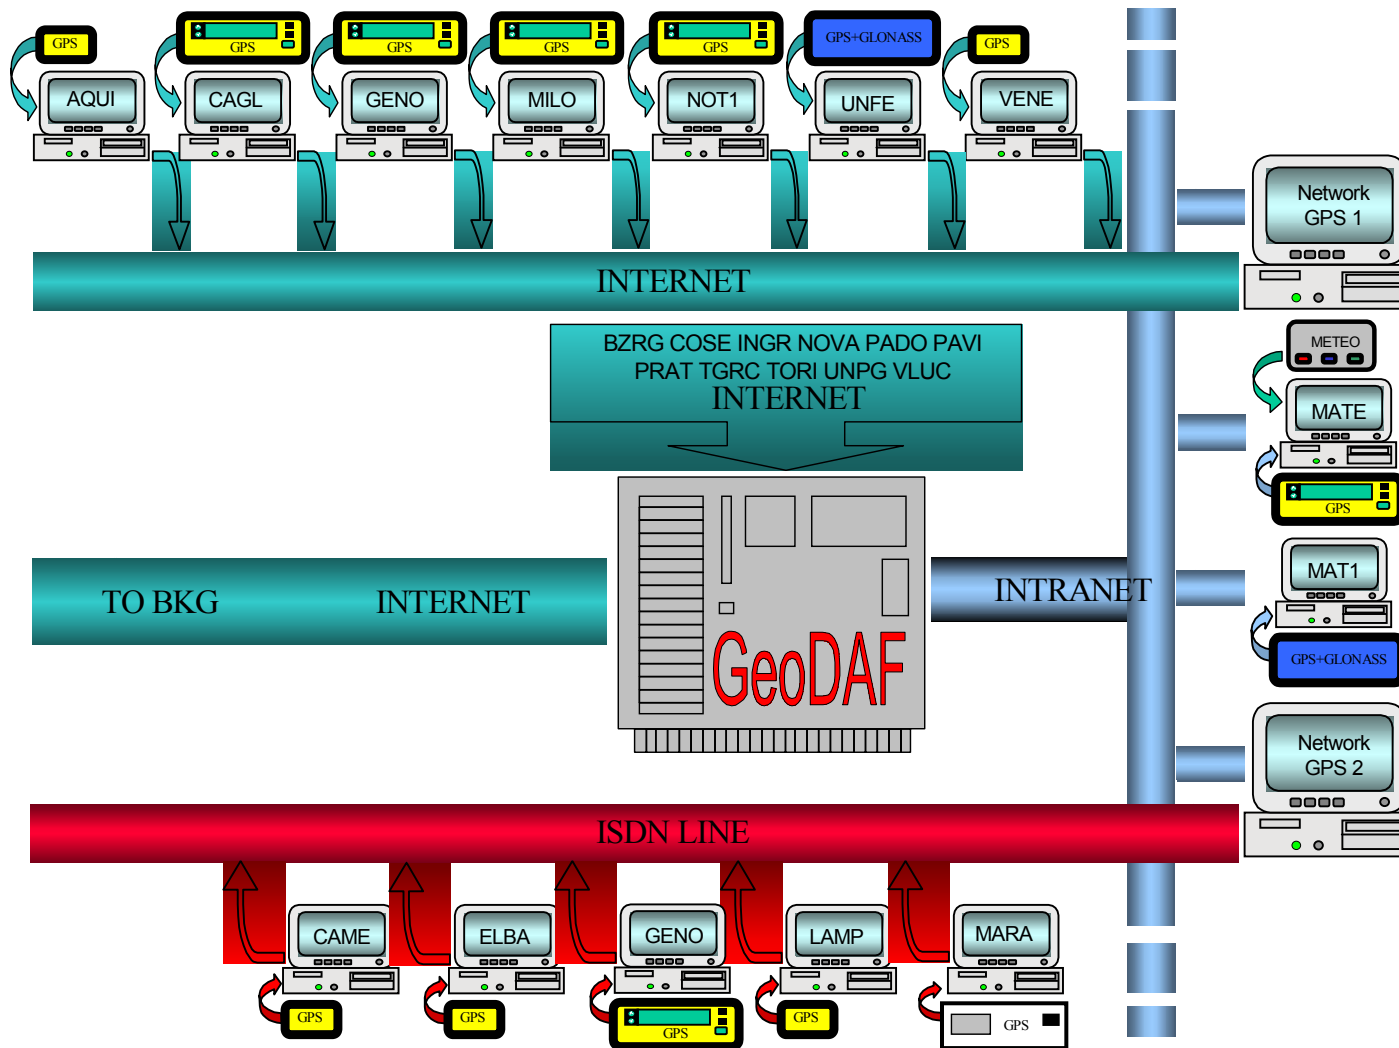 GPS
GPS
GPS
GPS
GPS
GPS+GLONASS
GPS
AQUI
CAGL
GENO
MILO
NOT1
UNFE
VENE
Network
GPS 1
INTERNET
BZRG COSE INGR NOVA PADO PAVI
PRAT TGRC TORI UNPG VLUC
INTERNET
METEO
MATE
GPS
TO BKG
INTERNET
INTRANET
MAT1
GPS+GLONASS
GeoDAF
Network
GPS 2
ISDN LINE
CAME
ELBA
GENO
LAMP
MARA
GPS
GPS
GPS
GPS
GPS